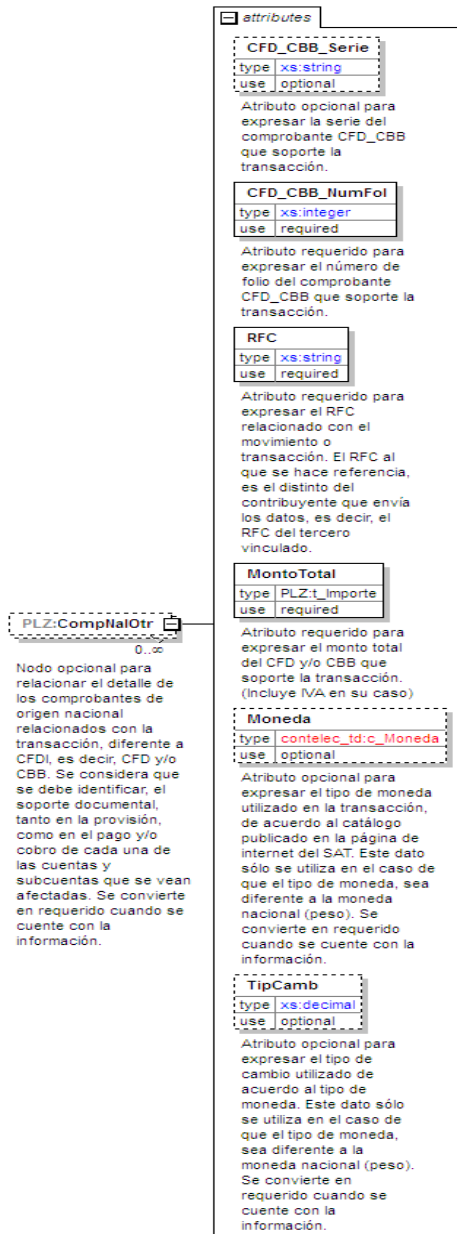 attributes
CFD_CBB_Serie
type xs:string
use optional
Atributo opcional para
expresar la serie del
comprobante CFD_CBB
que soporte la
transacción.
CFD_CBB_NumFol
type xs:integer
use required
Atributo requerido para
expresar el número de
folio del comprobante
CFD_CBB que soporte la
transacción.
RFC
type xs:string
use required
Atributo requerido para
expresar el RFC
relacionado con el
movimiento o
transacción. El RFC al
que se hace referencia,
es el distinto del
contribuyente que envía
los datos, es decir, el
RFC del tercero
vinculado.
MontoTotal
type PLZ:t_Importe
use required
Atributo requerido para
expresar el monto total
del CFD y/o CBB que
soporte la transacción.
(Incluye IVA en su caso)
Moneda
type contelec_td:c_Moneda
use optional
Atributo opcional para
expresar el tipo de moneda
utilizado en la transacción,
de acuerdo al catálogo
publicado en la página de
internet del SAT. Este dato
sólo se utiliza en el caso de
que el tipo de moneda, sea
diferente a la moneda
nacional (peso). Se
convierte en requerido
cuando se cuente con la
información.
TipCamb
type xs:decimal
use optional
Atributo opcional para
expresar el tipo de
cambio utilizado de
acuerdo al tipo de
moneda. Este dato sólo
se utiliza en el caso de
que el tipo de moneda,
sea diferente a la
moneda nacional (peso).
Se convierte en
requerido cuando se
cuente con la
información.
PLZ:CompNalOtr
0..∞
Nodo opcional para
relacionar el detalle de
los comprobantes de
origen nacional
relacionados con la
transacción, diferente a
CFDI, es decir, CFD y/o
CBB. Se considera que
se debe identificar, el
soporte documental,
tanto en la provisión,
como en el pago y/o
cobro de cada una de
las cuentas y
subcuentas que se vean
afectadas. Se convierte
en requerido cuando se
cuente con la
información.